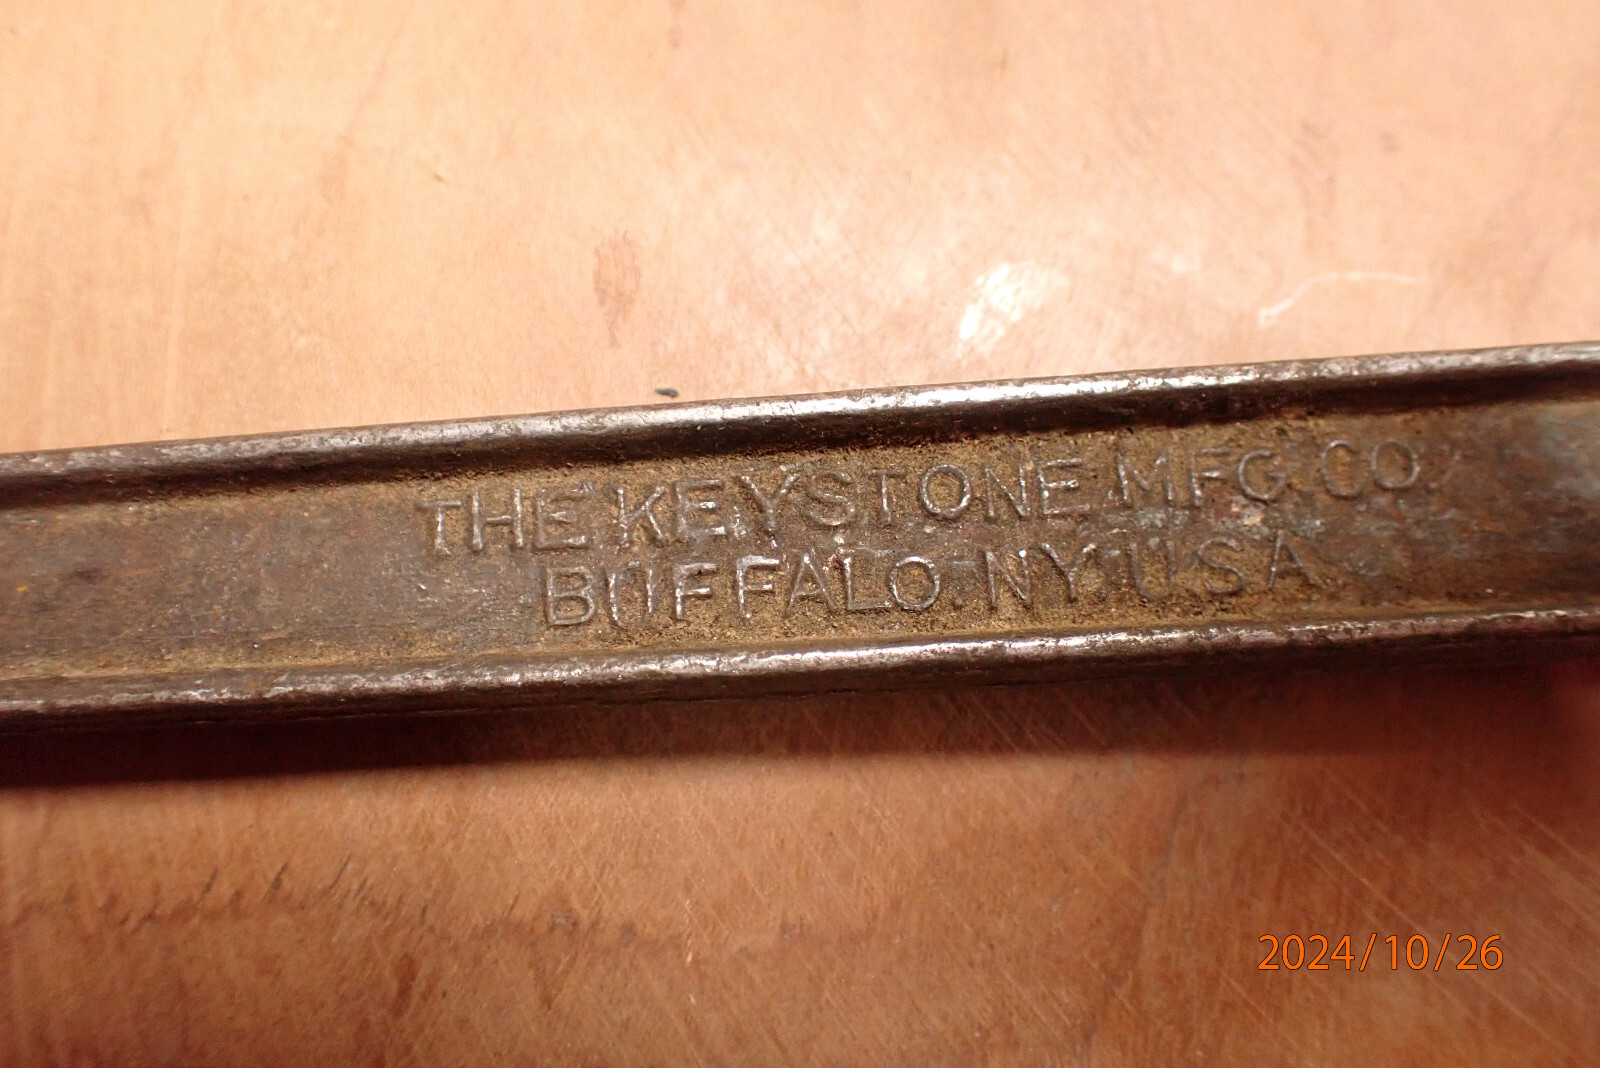 THE KEYSTONE MFG. CO.
BUFFALO. NY. USA
2024/10/26